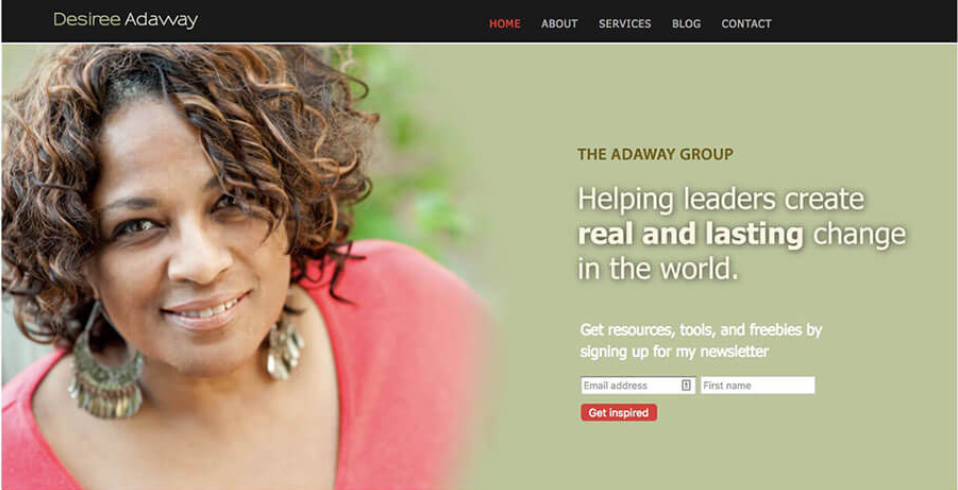 Desiree Adaway
HOME ABOUT SERVICES BLOG CONTACT
THE ADAWAY GROUP
Helping leaders create
real and lasting change
in the world.
Get resources, tools, and freebies by
signing up for my newsletter
Email address First name
Get inspired